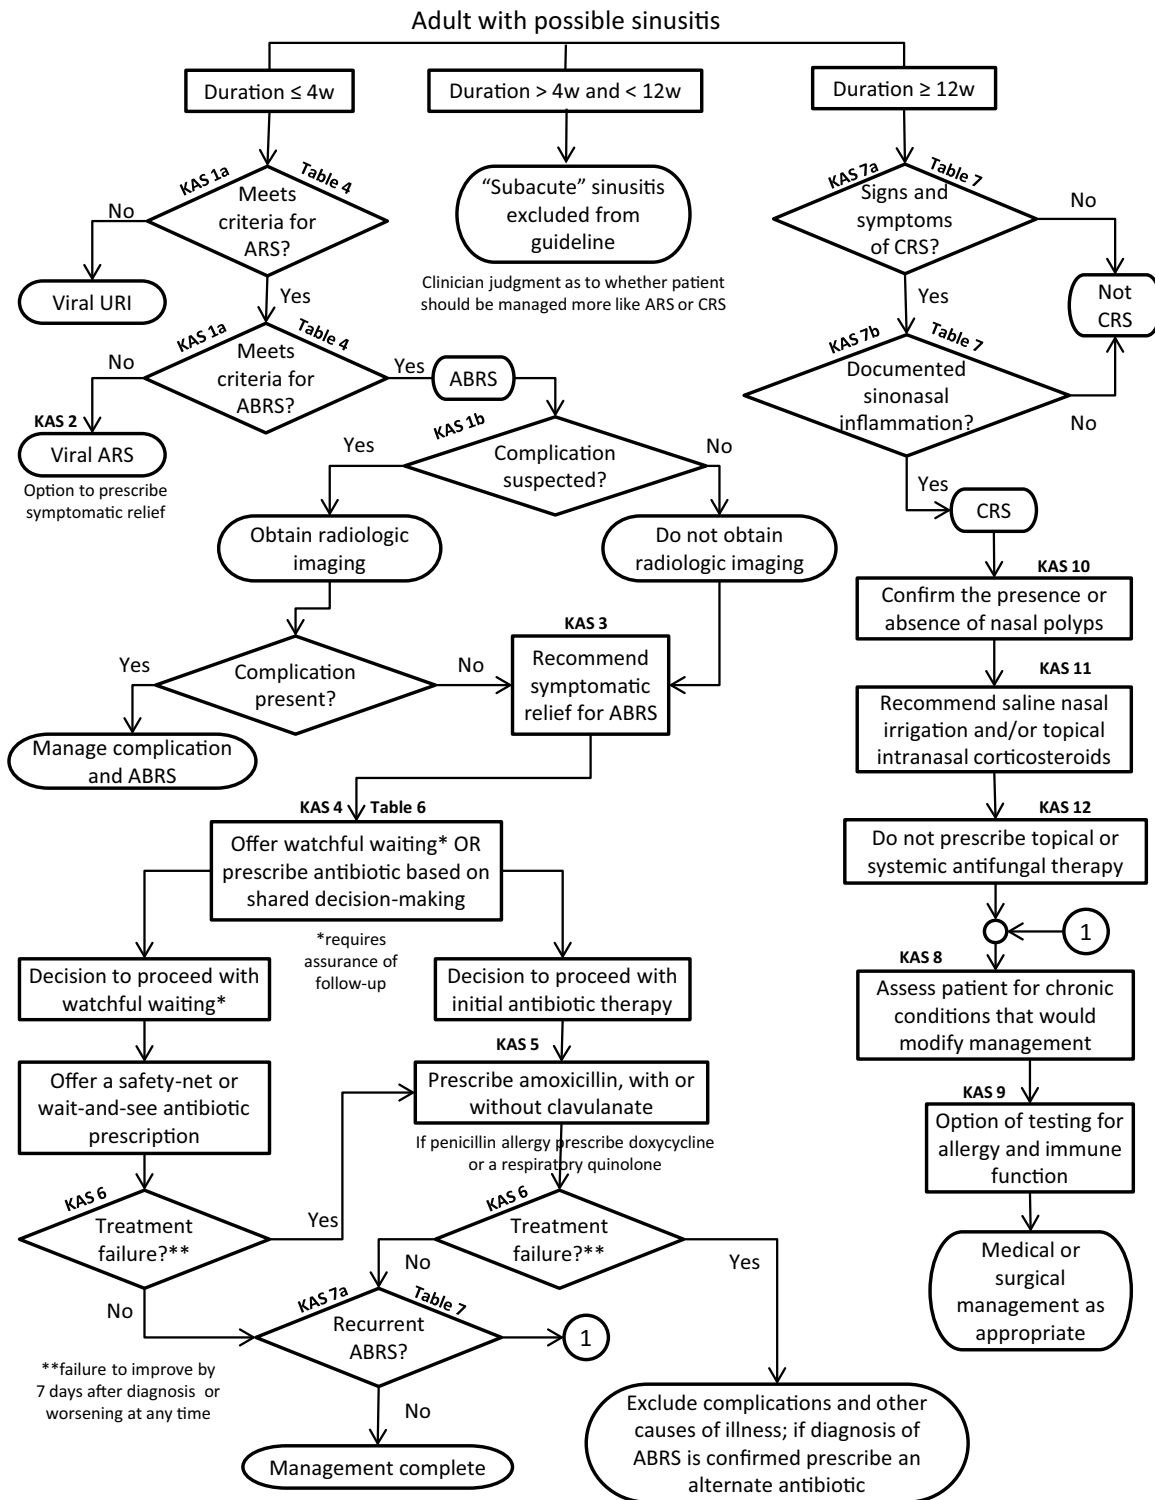 Adult with possible sinusitis
Duration ≤ 4w
Duration > 4w and < 12w
Duration ≥ 12w
KAS 1a
Table 4
Meets
criteria for
ARS?
No
Viral URI
Yes
"Subacute" sinusitis
excluded from
guideline
Clinician judgment as to whether patient
should be managed more like ARS or CRS
KAS 7a
Table 7
Signs and
symptoms
of CRS?
No
Not
CRS
Yes
KAS 1a
Table 4
Meets
criteria for
ABRS?
No
Yes
ABRS
KAS 2
Viral ARS
Option to prescribe
symptomatic relief
KAS 7b
Table 7
Documented
sinonasal
inflammation?
No
Yes
CRS
KAS 1b
Complication
suspected?
Yes
No
Obtain radiologic
imaging
Do not obtain
radiologic imaging
Complication
present?
Yes
No
Manage complication
and ABRS
KAS 3
Recommend
symptomatic
relief for ABRS
KAS 10
Confirm the presence or
absence of nasal polyps
KAS 11
Recommend saline nasal
irrigation and/or topical
intranasal corticosteroids
KAS 12
Do not prescribe topical or
systemic antifungal therapy
1
KAS 8
Assess patient for chronic
conditions that would
modify management
KAS 9
Option of testing for
allergy and immune
function
Medical or
surgical
management as
appropriate
KAS 4
Table 6
Offer watchful waiting* OR
prescribe antibiotic based on
shared decision-making
*requires
assurance of
follow-up
Decision to proceed with
watchful waiting*
Decision to proceed with
initial antibiotic therapy
Offer a safety-net or
wait-and-see antibiotic
prescription
KAS 5
Prescribe amoxicillin, with or
without clavulanate
If penicillin allergy prescribe doxycycline
or a respiratory quinolone
KAS 6
Treatment
failure?**
Yes
No
KAS 6
Treatment
failure?**
No
Yes
KAS 7a
Table 7
Recurrent
ABRS?
1
No
**failure to improve by
7 days after diagnosis or
worsening at any time
Management complete
Exclude complications and other
causes of illness; if diagnosis of
ABRS is confirmed prescribe an
alternate antibiotic